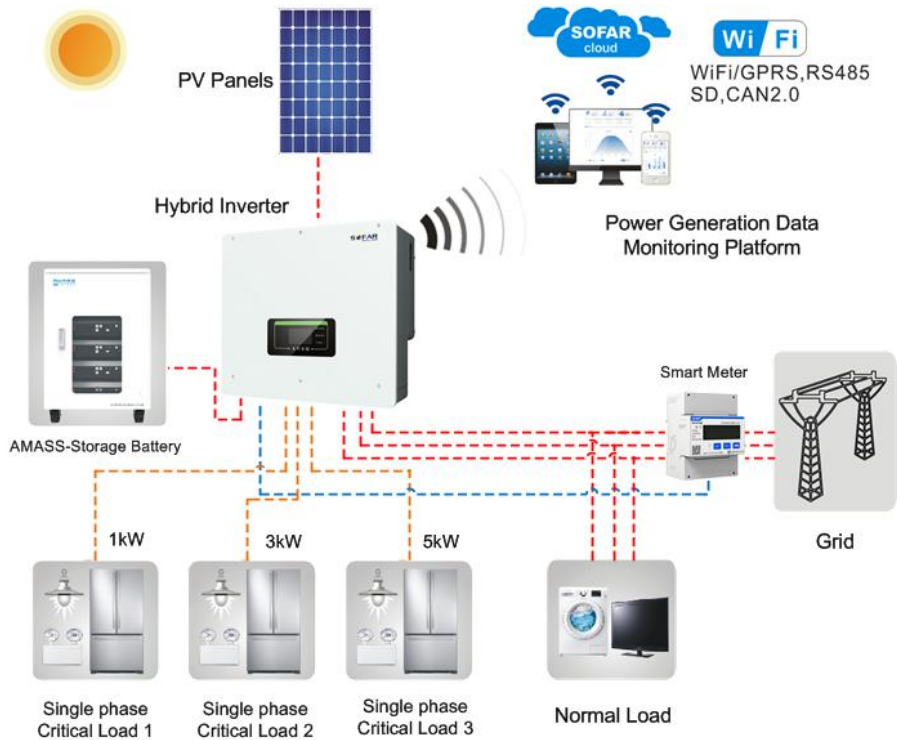 PV Panels
SOFAR
cloud
Wi Fi
WiFi/GPRS,RS485
SD,CAN2.0
Hybrid Inverter
Power Generation Data
Monitoring Platform
SOFAR
AMASS-Storage Battery
Smart Meter
Grid
1kW
3kW
5kW
Single phase
Critical Load 1
Single phase
Critical Load 2
Single phase
Critical Load 3
Normal Load